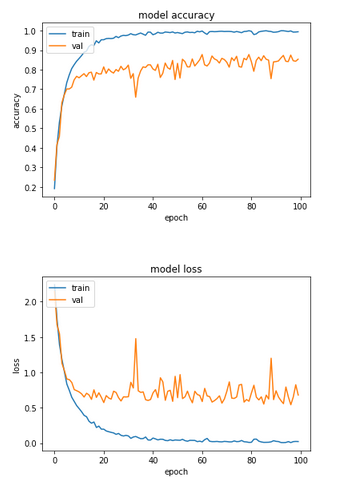 model accuracy
1.0
0.9
0.8
0.7
0.6
0.5
0.4
0.3
0.2
accuracy
train
val
0 20 40 60 80 100
epoch
model loss
2.0
1.5
1.0
0.5
0.0
loss
train
val
0 20 40 60 80 100
epoch